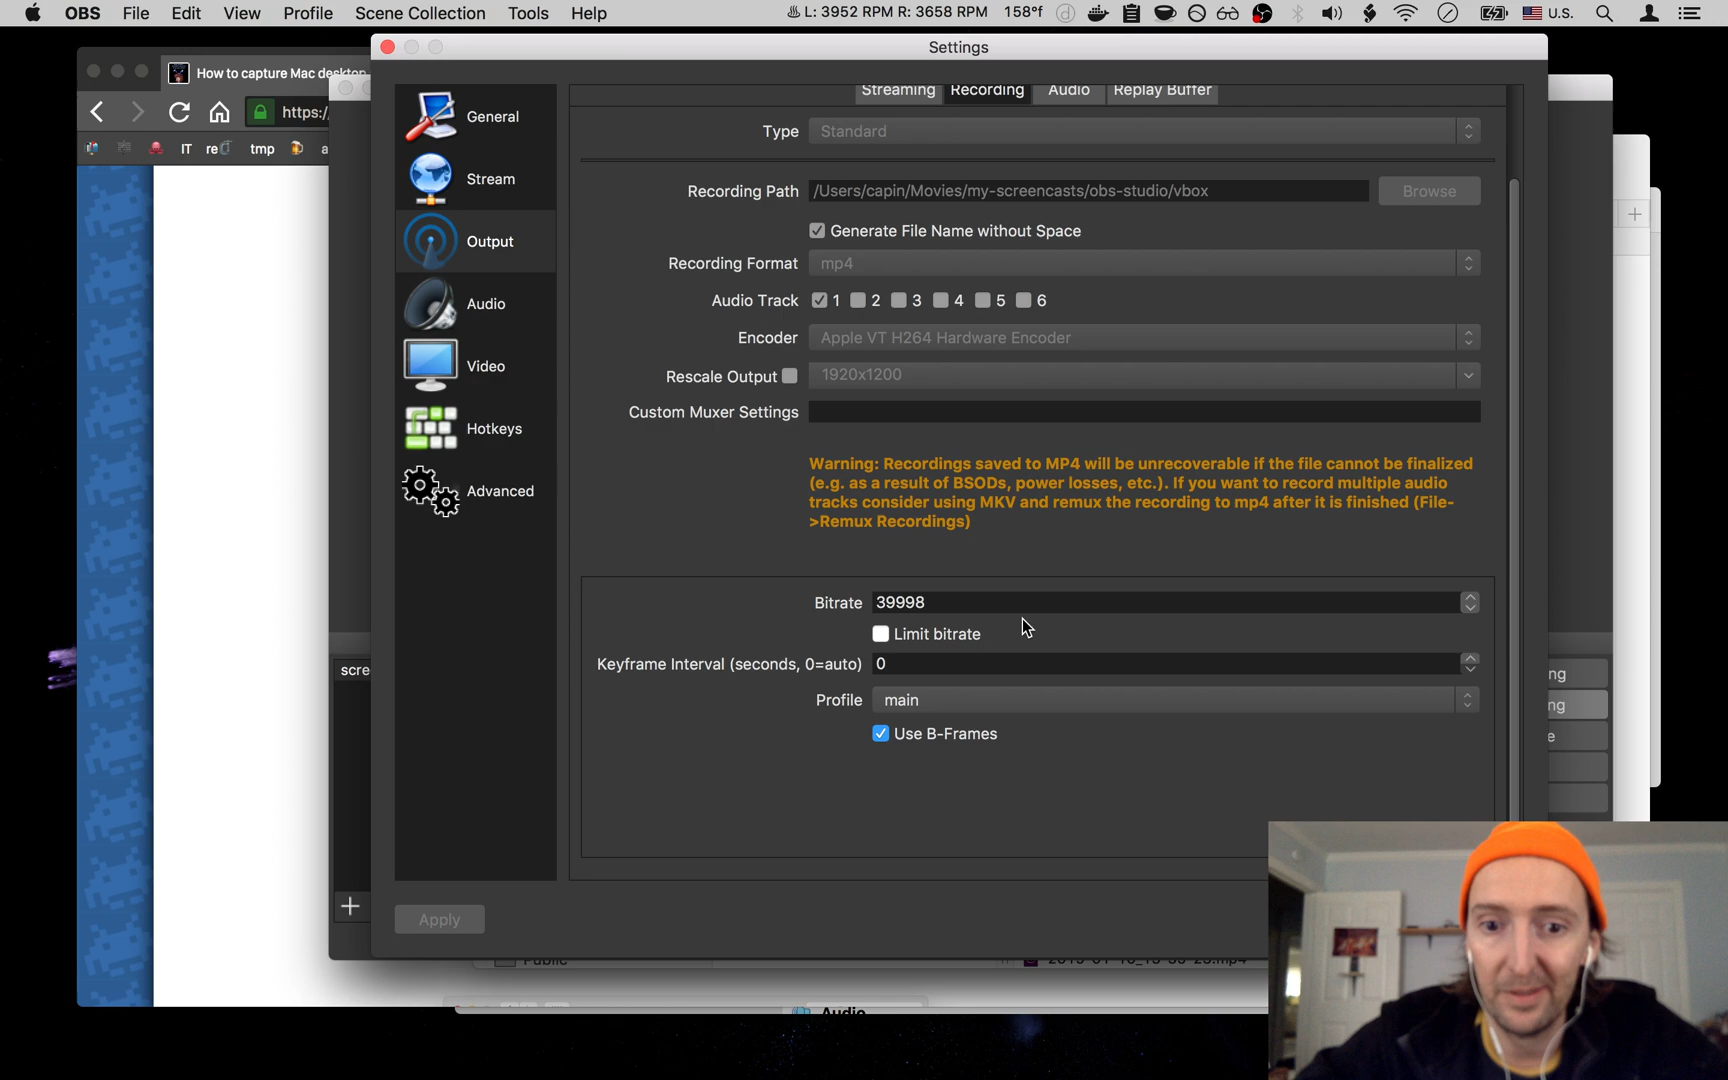 OBS File Edit View Profile Scene Collection Tools Help L: 3952 RPM R: 3658 RPM 158°f U.S.
Settings
How to capture Mac desktop
https://
IT re tmp
General
Stream
Output
Audio
Video
Hotkeys
Advanced
Streaming Recording Audio Replay Buffer
Type Standard
Recording Path /Users/capin/Movies/my-screencasts/obs-studio/vbox Browse
Generate File Name without Space
Recording Format mp4
Audio Track 1 2 3 4 5 6
Encoder Apple VT H264 Hardware Encoder
Rescale Output 1920x1200
Custom Muxer Settings
Warning: Recordings saved to MP4 will be unrecoverable if the file cannot be finalized
(e.g. as a result of BSODs, power losses, etc.). If you want to record multiple audio
tracks consider using MKV and remux the recording to mp4 after it is finished (File-
>Remux Recordings)
Bitrate 39998
Limit bitrate
Keyframe Interval (seconds, 0=auto) 0
Profile main
Use B-Frames
scre
ng
ng
e
Apply
Public
Audio